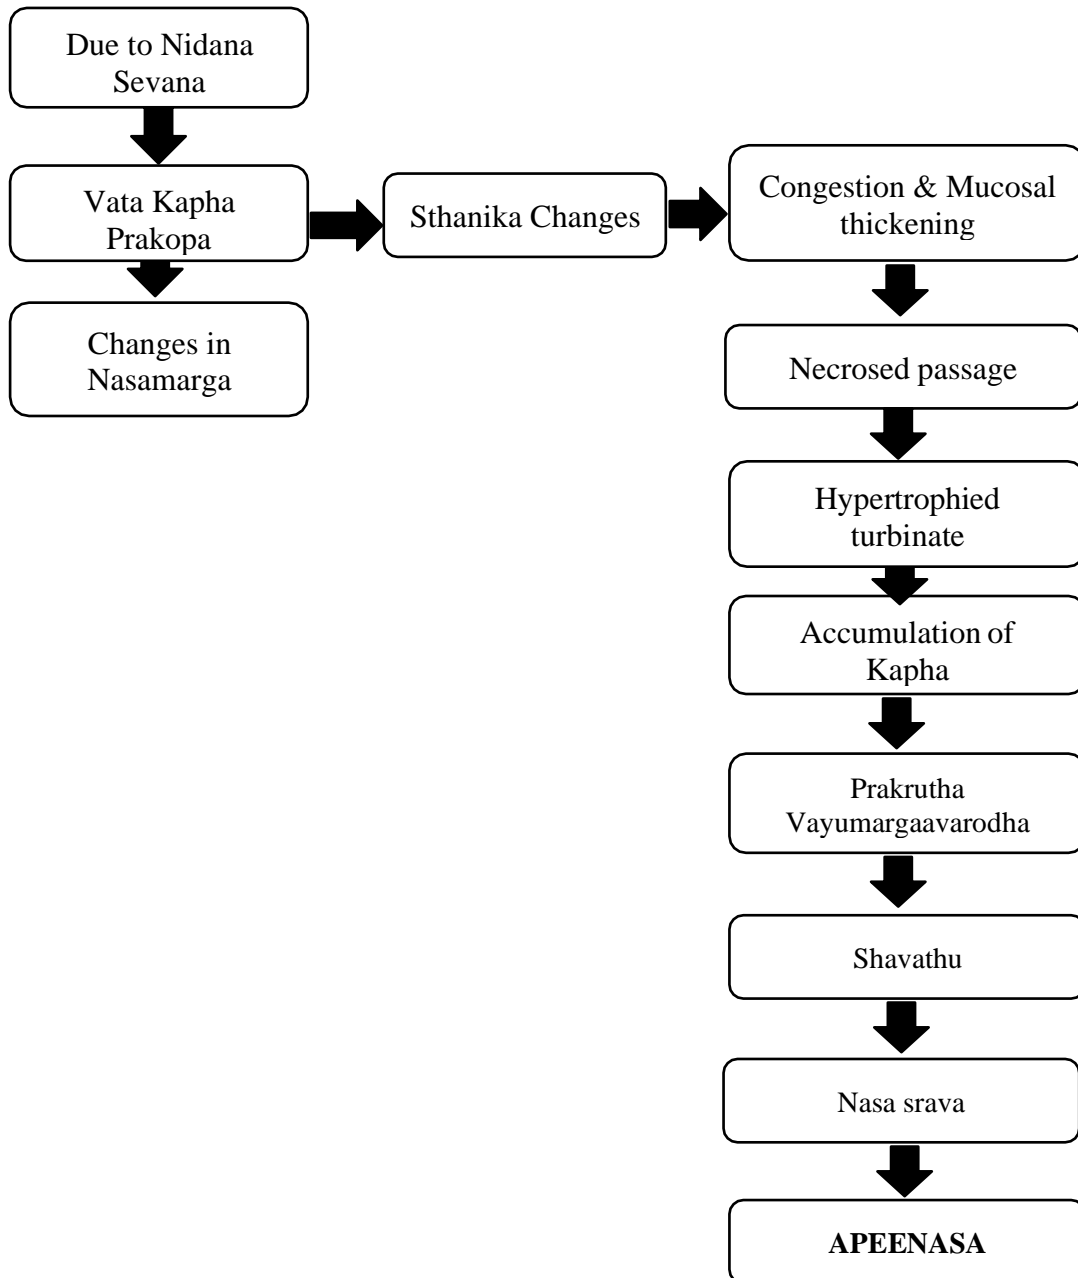 Due to Nidana
Sevana
Vata Kapha
Prakopa
Changes in
Nasamarga
Sthanika Changes
Congestion & Mucosal
thickening
Necrosed passage
Hypertrophied
turbinate
Accumulation of
Kapha
Prakrutha
Vayumargaavarodha
Shavathu
Nasa srava
APEENASA